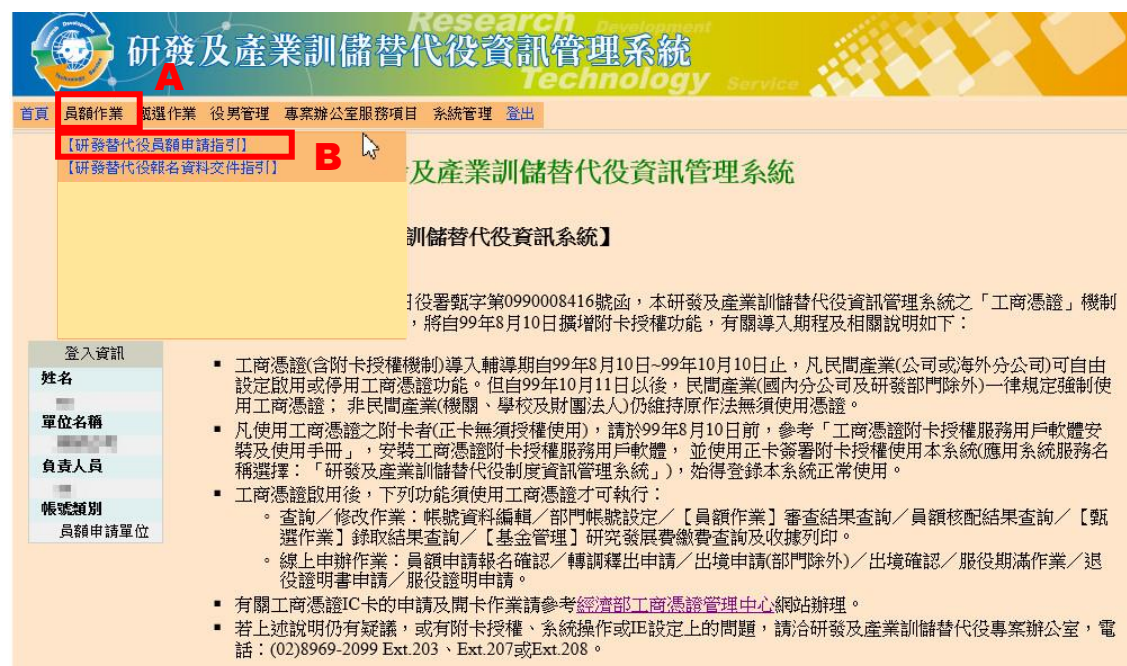 Research Development
研發及產業訓儲替代役資訊管理系統
Technology Service
A
首頁 員額作業 甄選作業 役男管理 專案辦公室服務項目 系統管理 登出
【研發替代役員額申請指引】
B
【研發替代役報名資料交件指引】
及產業訓儲替代役資訊管理系統
訓儲替代役資訊系統】
日役署甄字第0990008416號函，本研發及產業訓儲替代役資訊管理系統之「工商憑證」機制
，將自99年8月10日擴增附卡授權功能，有關導入期程及相關說明如下：
登入資訊
姓名
單位名稱
負責人員
帳號類別
員額申請單位
▪ 工商憑證(含附卡授權機制)導入輔導期自99年8月10日~99年10月10日止，凡民間產業(公司或海外分公司)可自由
設定啟用或停用工商憑證功能。但自99年10月11日以後，民間產業(國內分公司及研發部門除外)一律規定強制使
用工商憑證； 非民間產業(機關、學校及財團法人)仍維持原作法無須使用憑證。
▪ 凡使用工商憑證之附卡者(正卡無須授權使用)，請於99年8月10日前，參考「工商憑證附卡授權服務用戶軟體安
裝及使用手冊」，安裝工商憑證附卡授權服務用戶軟體， 並使用正卡簽署附卡授權使用本系統(應用系統服務名
稱選擇：「研發及產業訓儲替代役制度資訊管理系統」)，始得登錄本系統正常使用。
▪ 工商憑證啟用後，下列功能須使用工商憑證才可執行：
◦ 查詢／修改作業：帳號資料編輯／部門帳號設定／【員額作業】審查結果查詢／員額核配結果查詢／【甄
選作業】錄取結果查詢／【基金管理】研究發展費繳費查詢及收據列印。
◦ 線上申辦作業：員額申請報名確認／轉調釋出申請／出境申請(部門除外)／出境確認／服役期滿作業／退
役證明書申請／服役證明申請。
▪ 有關工商憑證IC卡的申請及開卡作業請參考經濟部工商憑證管理中心網站辦理。
▪ 若上述說明仍有疑議，或有附卡授權、系統操作或IE設定上的問題，請洽研發及產業訓儲替代役專案辦公室，電
話：(02)8969-2099 Ext.203、Ext.207或Ext.208。